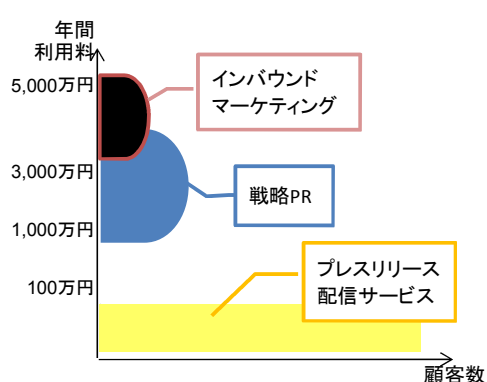 年間
利用料
5,000万円
インバウンド
マーケティング
3,000万円
戦略PR
1,000万円
100万円
プレスリリース
配信サービス
顧客数